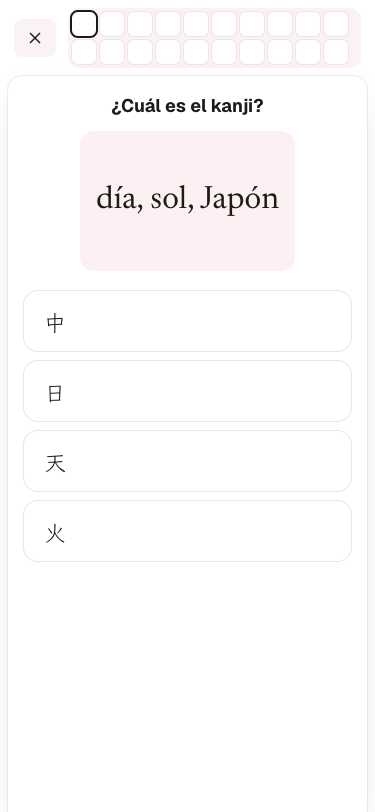 ¿Cuál es el kanji?
día, sol, Japón
中
日
天
火